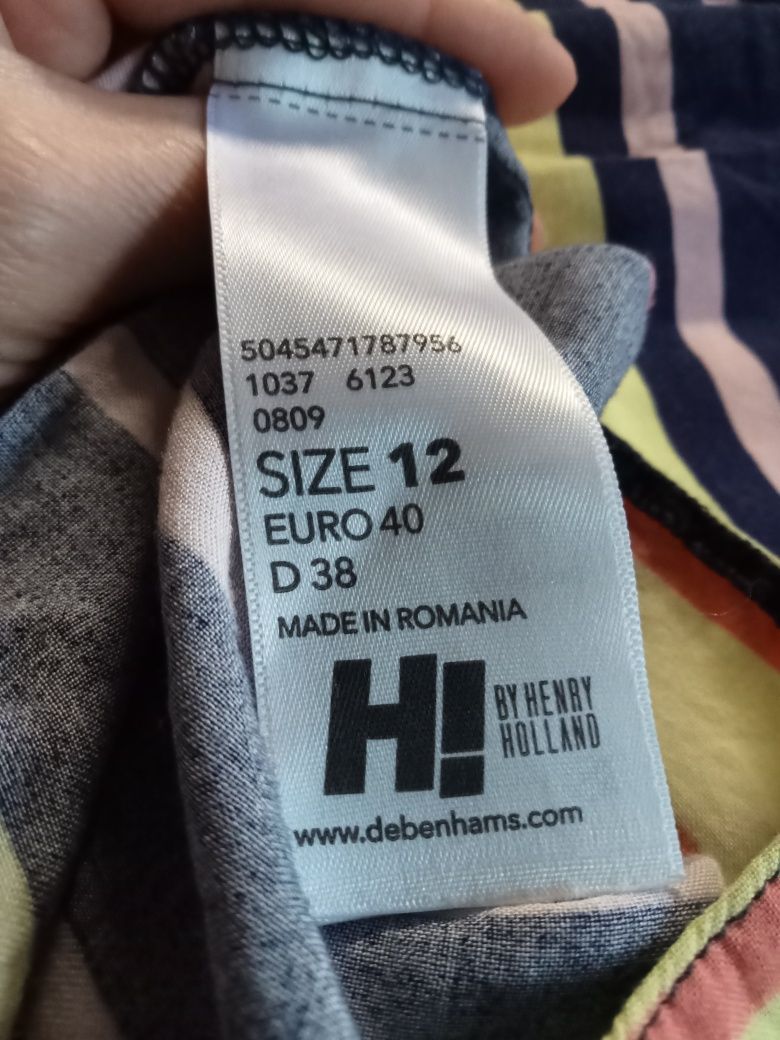 5045471787956
1037 6123
0809
SIZE 12
EURO 40
D 38
MADE IN ROMANIA
H! BY HENRY
HOLLAND
www.debenhams.com